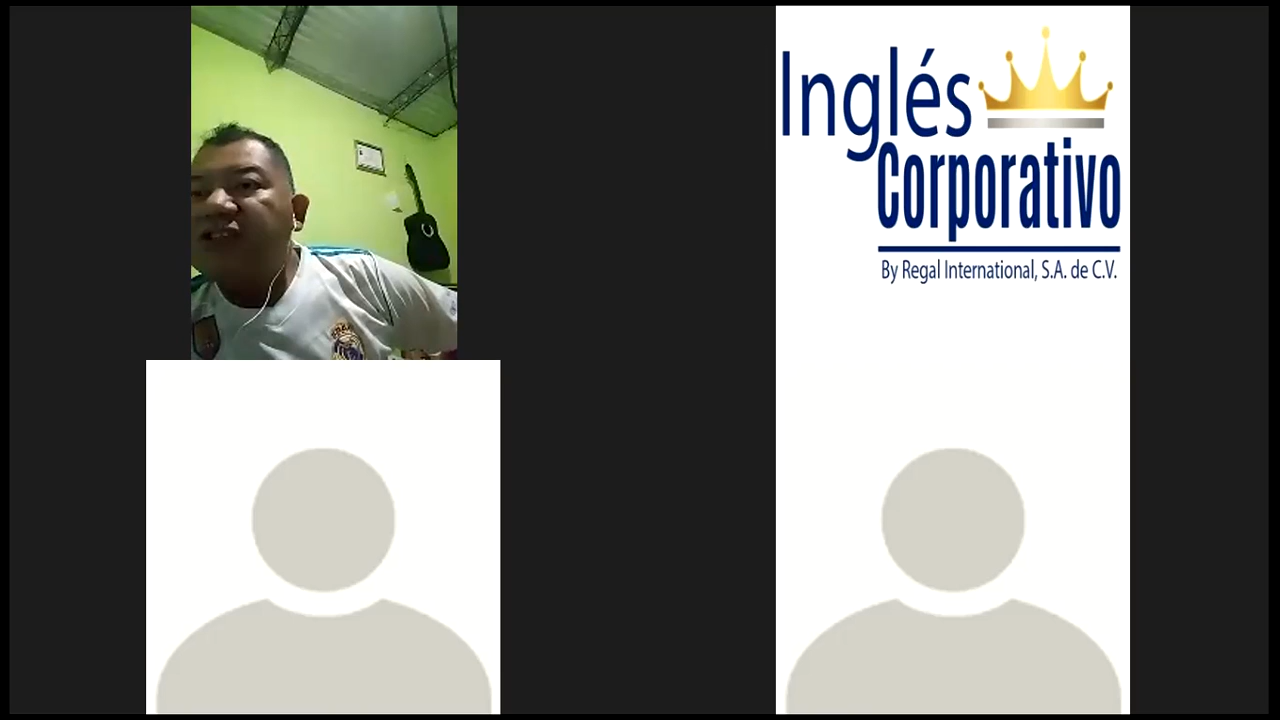 Inglés
Corporativo
By Regal International, S.A. de C.V.